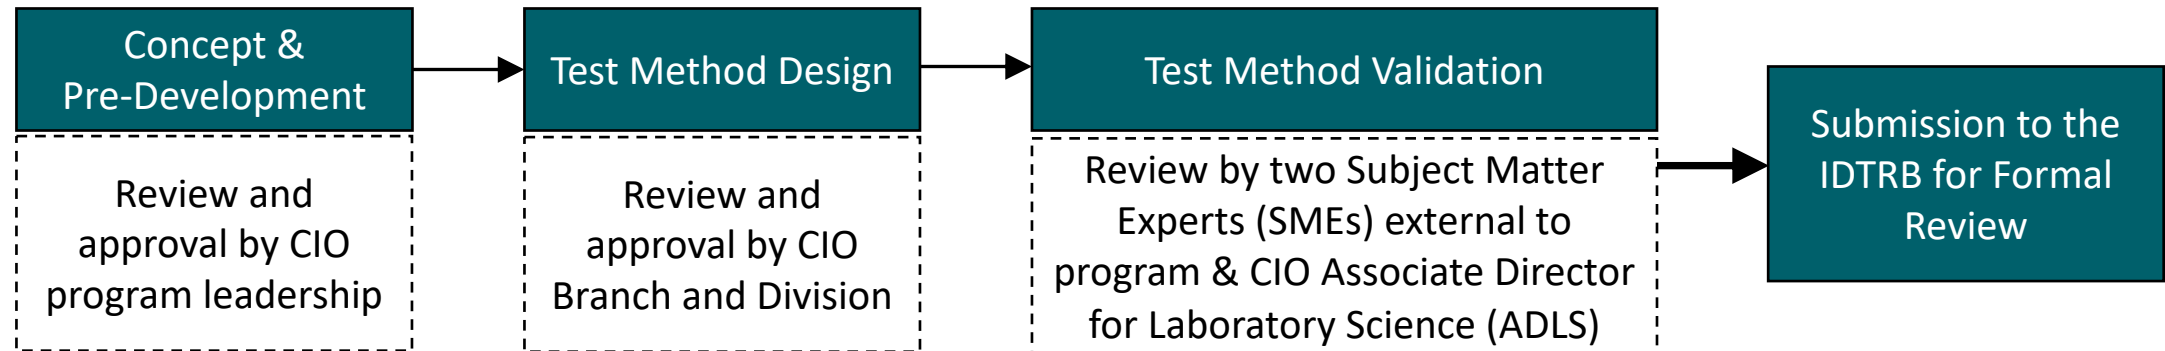 Concept &
Pre-Development
Review and
approval by CIO
program leadership
Test Method Design
Review and
approval by CIO
Branch and Division
Test Method Validation
Review by two Subject Matter
Experts (SMEs) external to
program & CIO Associate Director
for Laboratory Science (ADLS)
Submission to the
IDTRB for Formal
Review